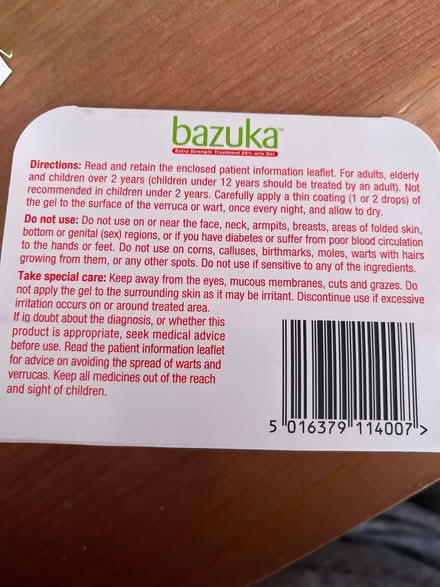 bazuka™
Extra Strength Treatment 26% w/w Gel
Directions: Read and retain the enclosed patient information leaflet. For adults, elderly
and children over 2 years (children under 12 years should be treated by an adult). Not
recommended in children under 2 years. Carefully apply a thin coating (1 or 2 drops) of
the gel to the surface of the verruca or wart, once every night, and allow to dry.
Do not use: Do not use on or near the face, neck, armpits, breasts, areas of folded skin,
bottom or genital (sex) regions, or if you have diabetes or suffer from poor blood circulation
to the hands or feet. Do not use on corns, calluses, birthmarks, moles, warts with hairs
growing from them, or any other spots. Do not use if sensitive to any of the ingredients.
Take special care: Keep away from the eyes, mucous membranes, cuts and grazes. Do
not apply the gel to the surrounding skin as it may be irritant. Discontinue use if excessive
irritation occurs on or around treated area.
If in doubt about the diagnosis, or whether this
product is appropriate, seek medical advice
before use. Read the patient information leaflet
for advice on avoiding the spread of warts and
verrucas. Keep all medicines out of the reach
and sight of children.
5 016379 114007 >